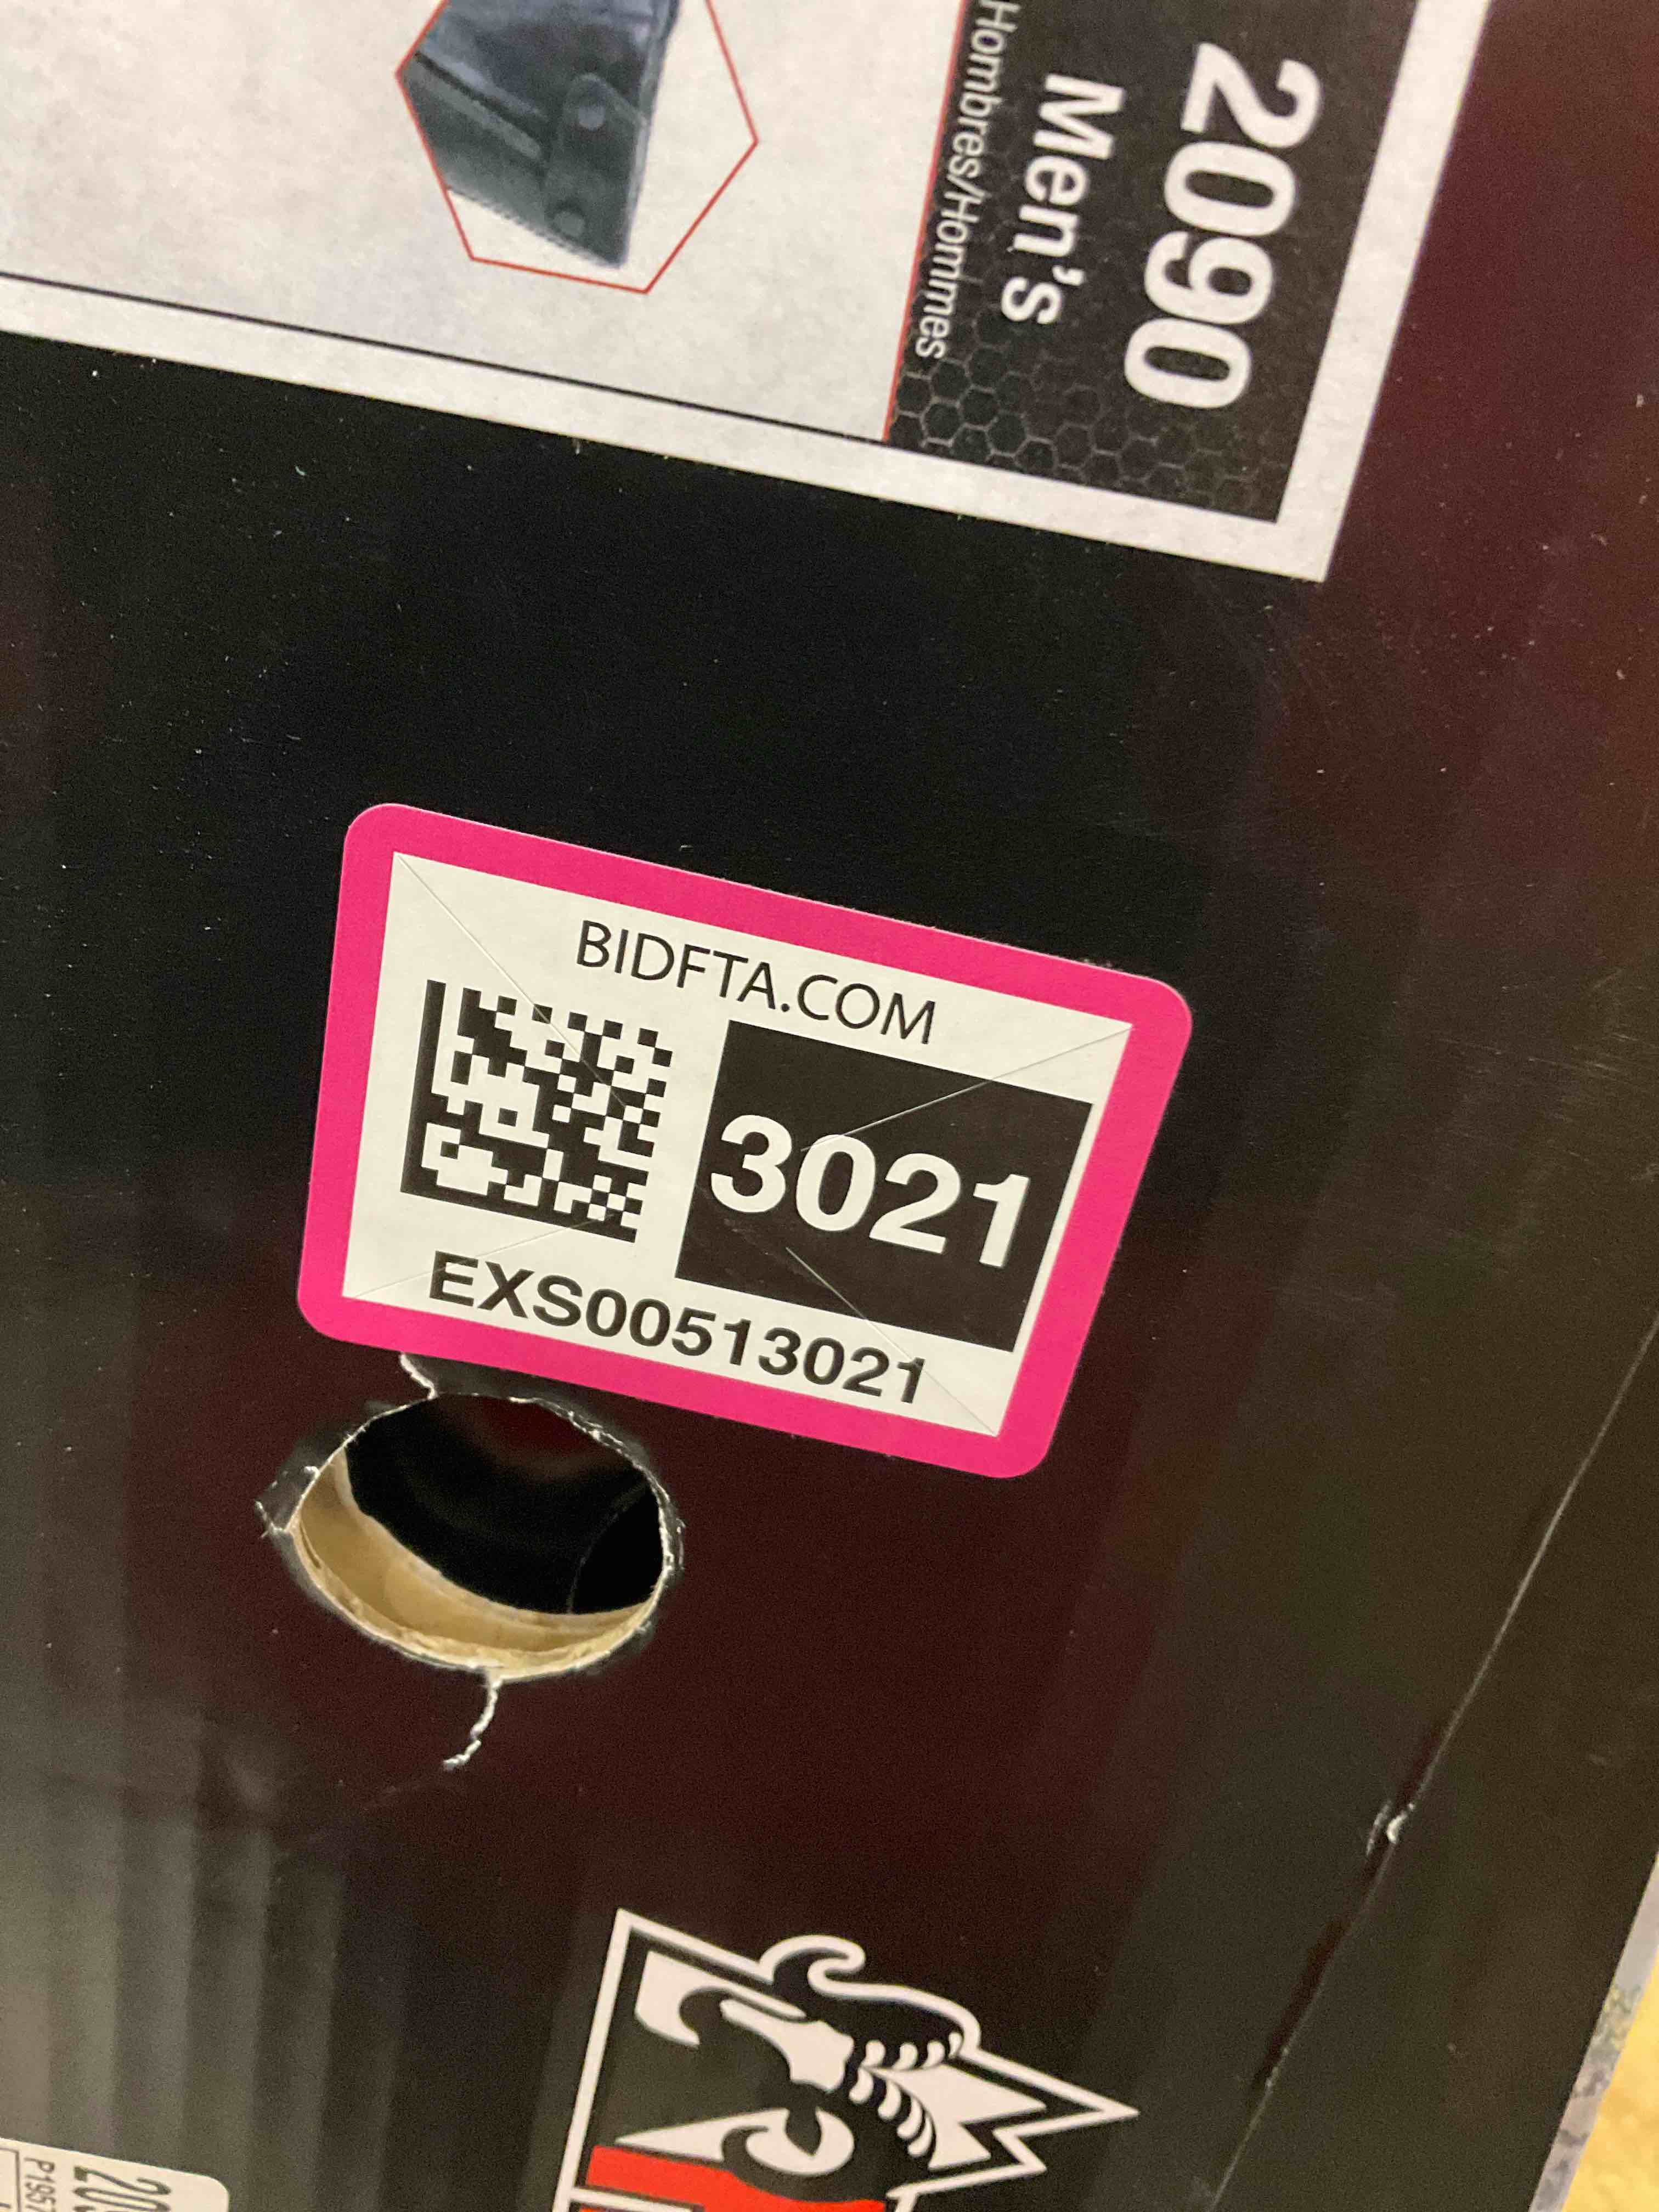 2090
Men's
Hombres/Hommes
BIDFTA.COM
3021
EXS00513021